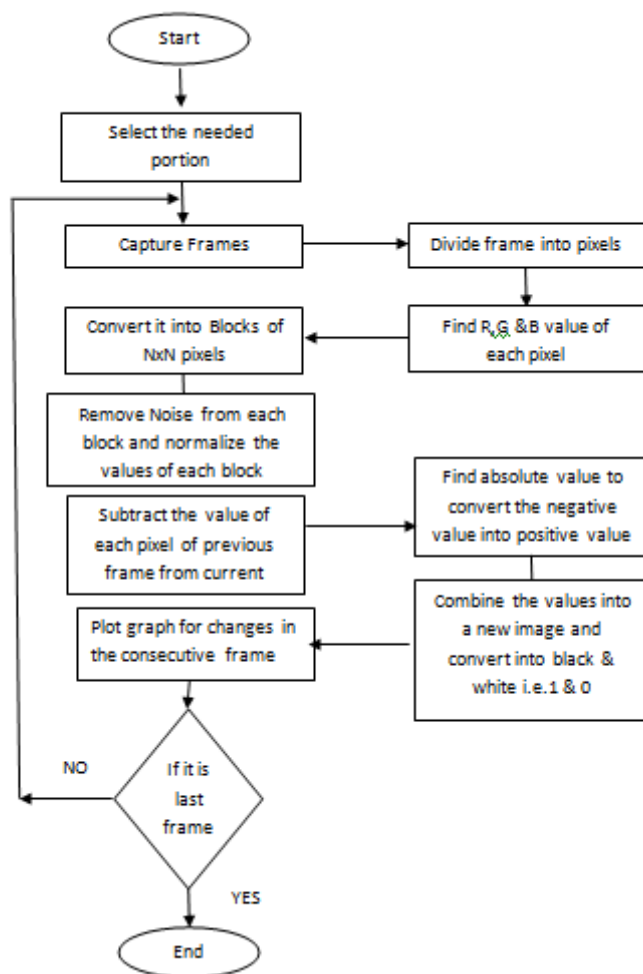 Start
Select the needed
portion
Capture Frames
Divide frame into pixels
Find R,G &B value of
each pixel
Convert it into Blocks of
NxN pixels
Remove Noise from each
block and normalize the
values of each block
Subtract the value of
each pixel of previous
frame from current
Find absolute value to
convert the negative
value into positive value
Combine the values into
a new image and
convert into black &
white i.e.1 & 0
Plot graph for changes in
the consecutive frame
If it is
last
frame
NO
YES
End